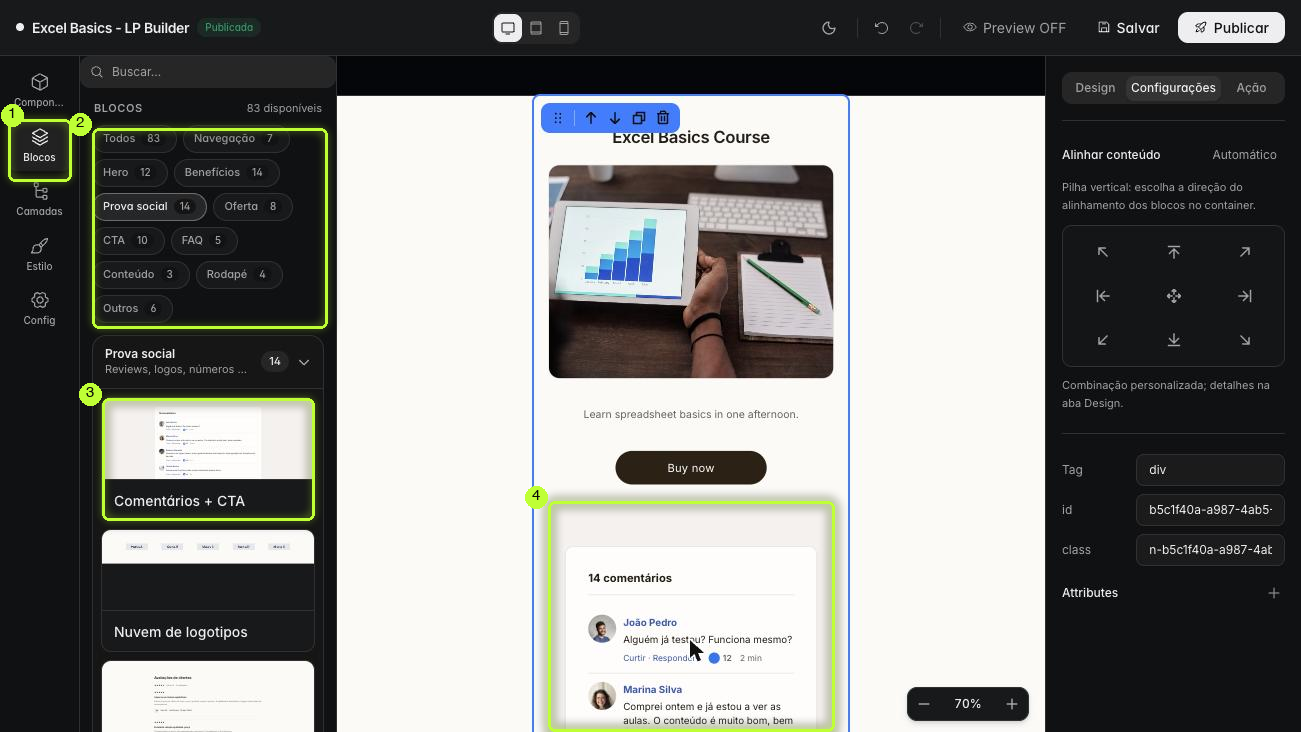 Excel Basics - LP Builder
Publicada
Preview OFF
Salvar
Publicar
Compon...
1
Blocos
Camadas
Estilo
Config
Buscar...
BLOCOS
83 disponíveis
2
Todos 83
Navegação 7
Hero 12
Benefícios 14
Prova social 14
Oferta 8
CTA 10
FAQ 5
Conteúdo 3
Rodapé 4
Outros 6
Prova social
Reviews, logos, números ...
14
3
Comentários + CTA
Nuvem de logotipos
Excel Basics Course
Learn spreadsheet basics in one afternoon.
Buy now
4
14 comentários
João Pedro
Alguém já testou? Funciona mesmo?
Curtir · Responder
12
2 min
Marina Silva
Comprei ontem e já estou a ver as
aulas. O conteúdo é muito bom, bem
70%
Design
Configurações
Ação
Alinhar conteúdo
Automático
Pilha vertical: escolha a direção do
alinhamento dos blocos no container.
Combinação personalizada; detalhes na
aba Design.
Tag
div
id
b5c1f40a-a987-4ab5-
class
n-b5c1f40a-a987-4ab
Attributes